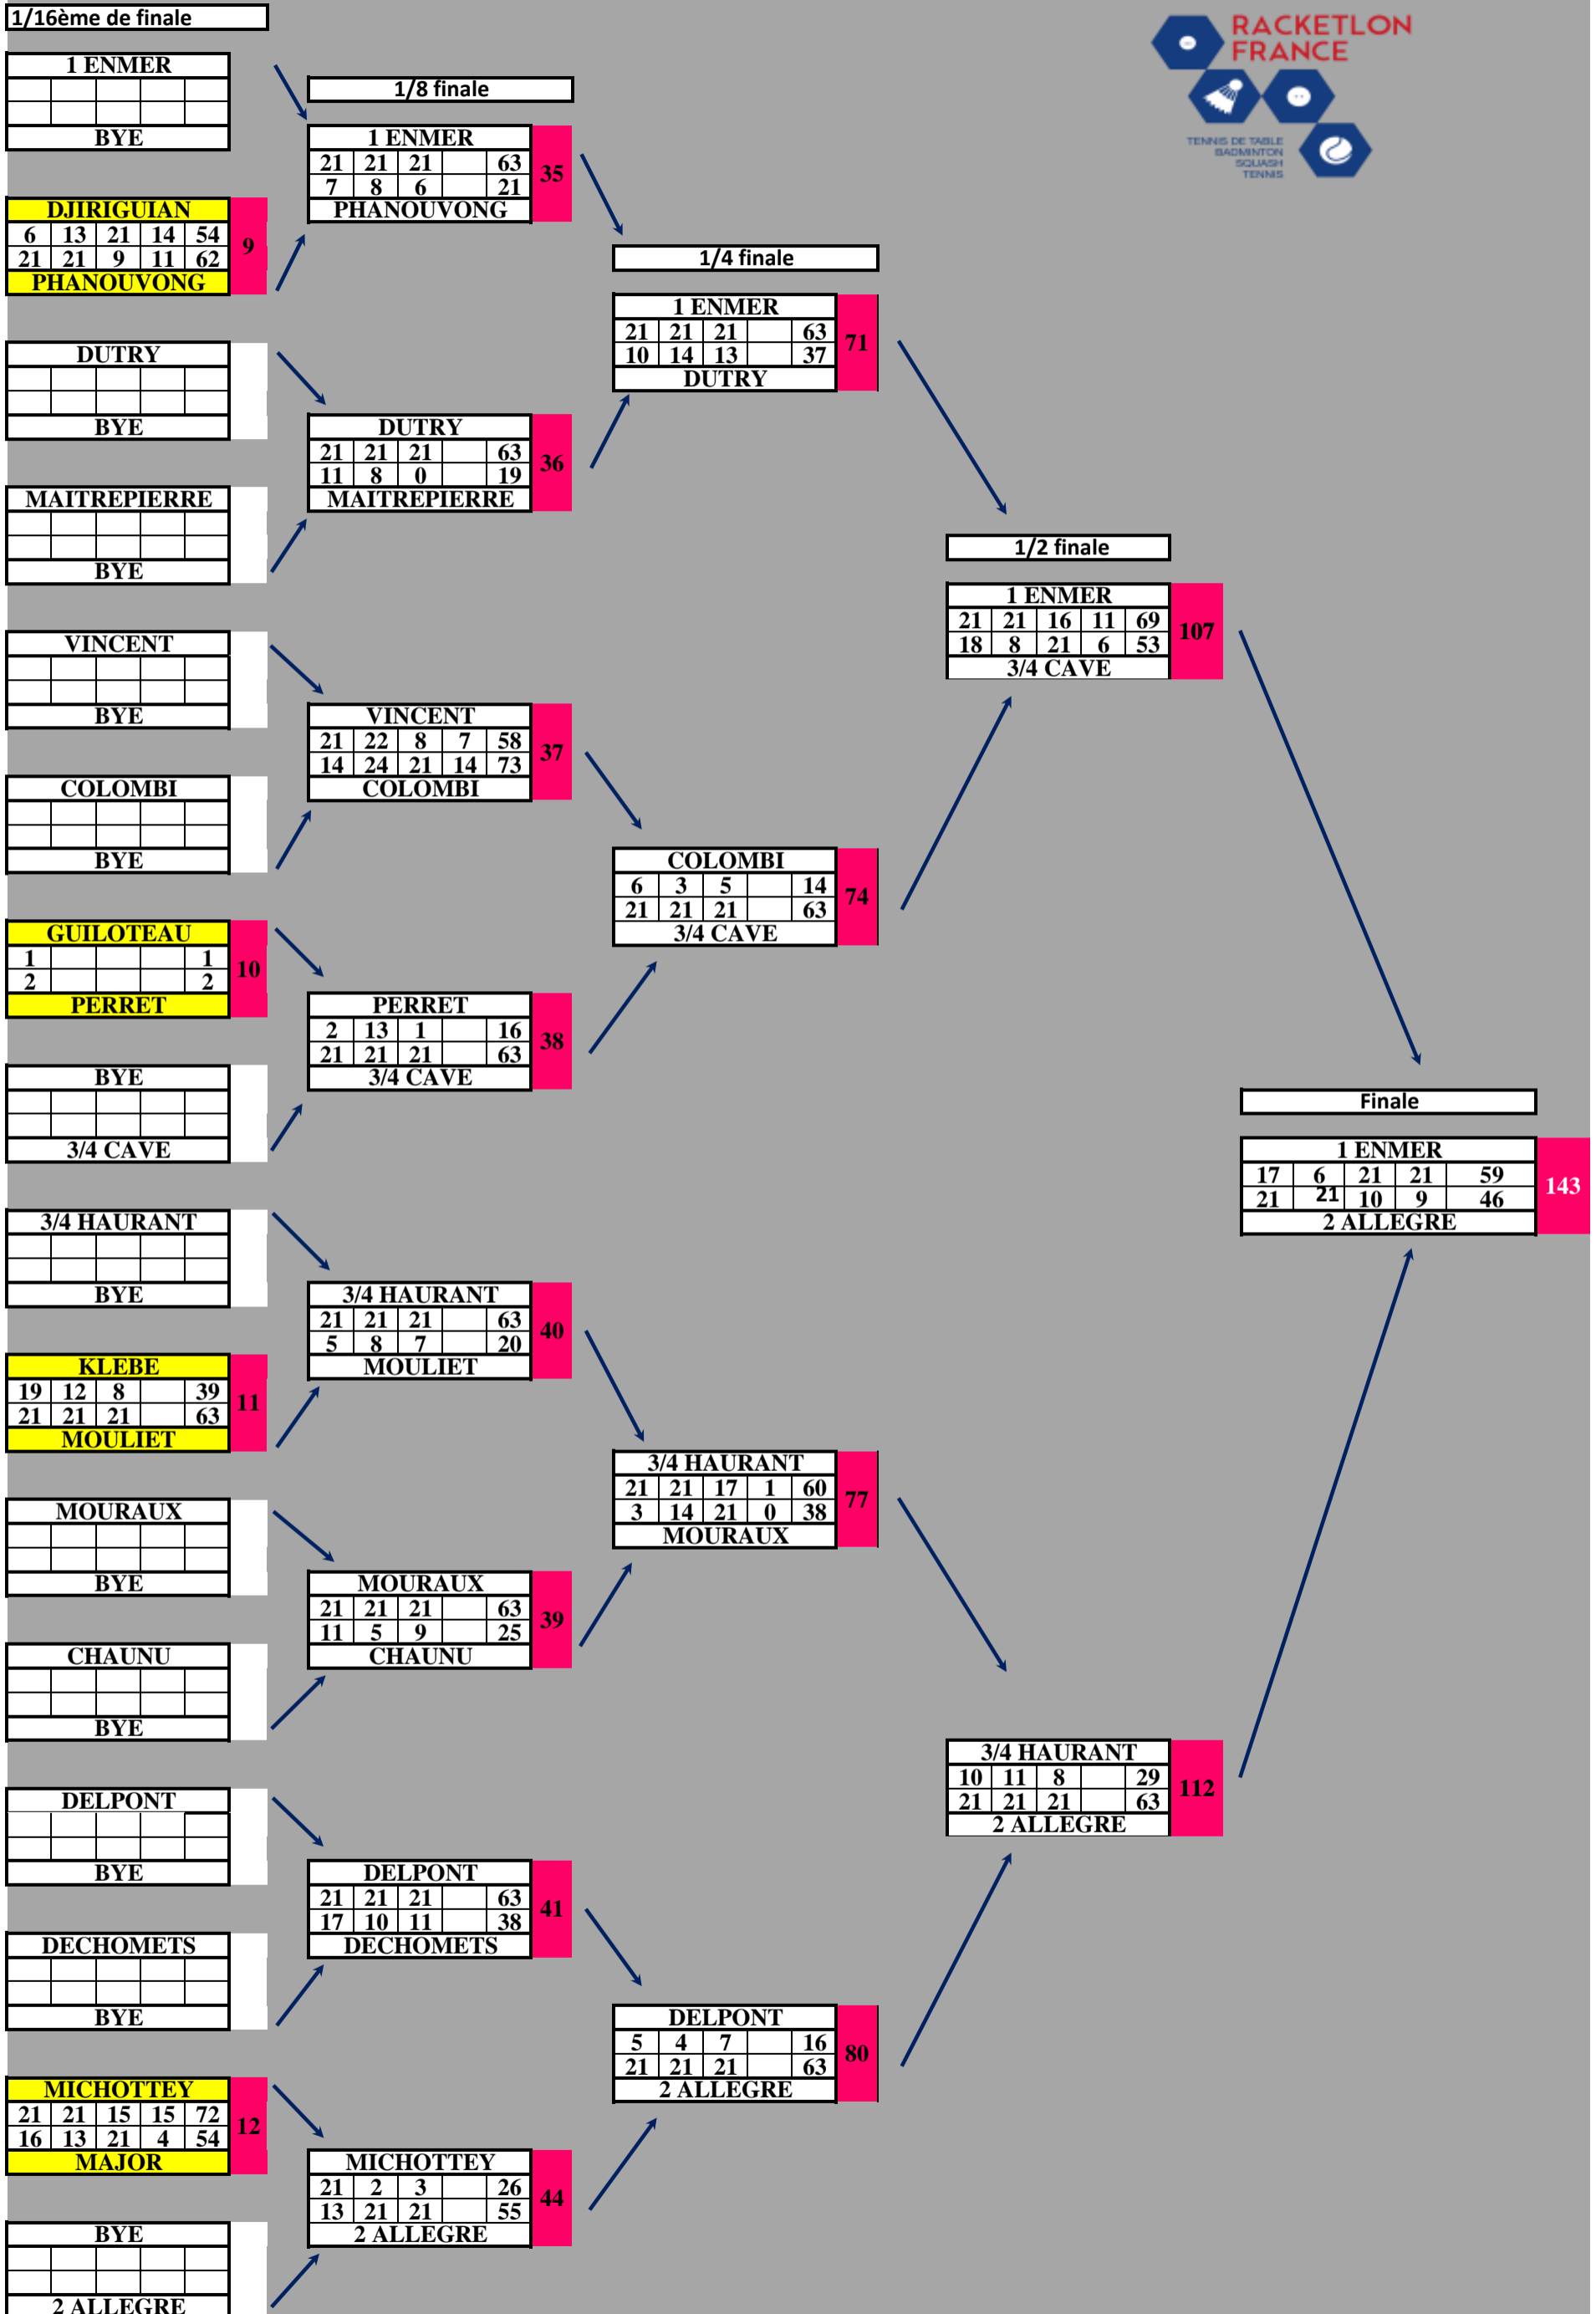 1/16ème de finale
RACKETLON
FRANCE
TENNIS DE TABLE
BADMINTON
SQUASH
TENNIS
1 ENMER
BYE
DJIRIGUIAN
6 13 21 14 54
9
21 21 9 11 62
PHANOUVONG
DUTRY
BYE
MAITREPIERRE
BYE
VINCENT
BYE
COLOMBI
BYE
GUILOTEAU
1 1
10
2 2
PERRET
BYE
3/4 CAVE
3/4 HAURANT
BYE
KLEBE
19 12 8 39
11
21 21 21 63
MOULIET
MOURAUX
BYE
CHAUNU
BYE
DELPONT
BYE
DECHOMETS
BYE
MICHOTTEY
21 21 15 15 72
12
16 13 21 4 54
MAJOR
BYE
2 ALLEGRE
1/8 finale
1 ENMER
21 21 21 63
35
7 8 6 21
PHANOUVONG
DUTRY
21 21 21 63
36
11 8 0 19
MAITREPIERRE
VINCENT
21 22 8 7 58
37
14 24 21 14 73
COLOMBI
PERRET
2 13 1 16
38
21 21 21 63
3/4 CAVE
3/4 HAURANT
21 21 21 63
40
5 8 7 20
MOULIET
MOURAUX
21 21 21 63
39
11 5 9 25
CHAUNU
DELPONT
21 21 21 63
41
17 10 11 38
DECHOMETS
MICHOTTEY
21 2 3 26
44
13 21 21 55
2 ALLEGRE
1/4 finale
1 ENMER
21 21 21 63
71
10 14 13 37
DUTRY
COLOMBI
6 3 5 14
74
21 21 21 63
3/4 CAVE
3/4 HAURANT
21 21 17 1 60
77
3 14 21 0 38
MOURAUX
DELPONT
5 4 7 16
80
21 21 21 63
2 ALLEGRE
1/2 finale
1 ENMER
21 21 16 11 69
107
18 8 21 6 53
3/4 CAVE
3/4 HAURANT
10 11 8 29
112
21 21 21 63
2 ALLEGRE
Finale
1 ENMER
17 6 21 21 59
143
21 21 10 9 46
2 ALLEGRE